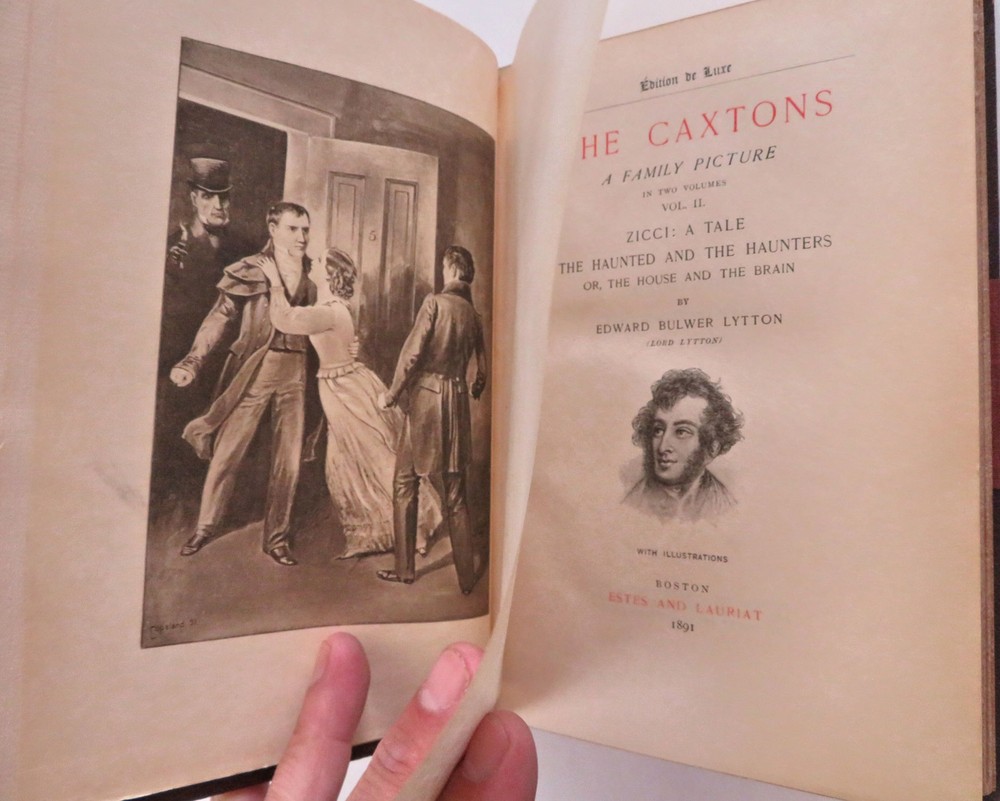 5
Édition de Luxe
HE CAXTONS
A FAMILY PICTURE
IN TWO VOLUMES
VOL. II.
ZICCI: A TALE
THE HAUNTED AND THE HAUNTERS
OR, THE HOUSE AND THE BRAIN
BY
EDWARD BULWER LYTTON
(LORD LYTTON)
WITH ILLUSTRATIONS
BOSTON
ESTES AND LAURIAT
1891